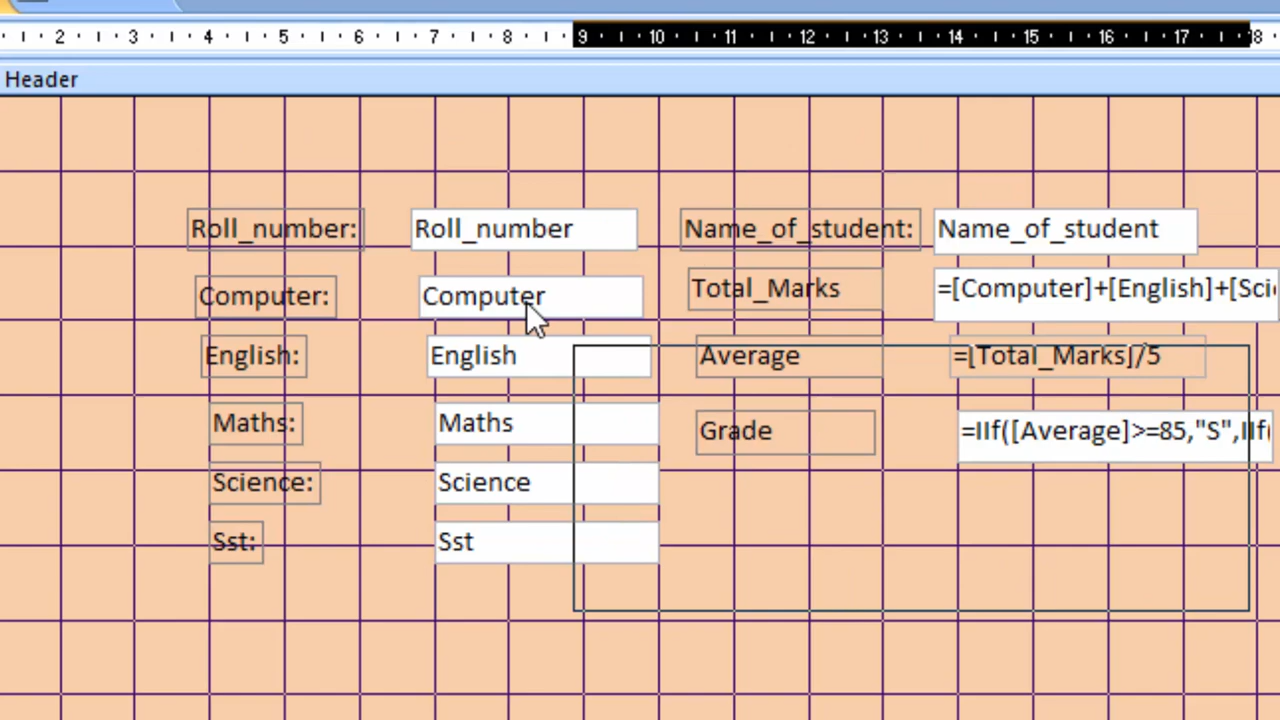 2 3 4 5 6 7 8 9 10 11 12 13 14 15 16 17 18
Header
Roll_number: Roll_number Name_of_student: Name_of_student
Computer: Computer Total_Marks =[Computer]+[English]+[Sci
English: English Average =[Total_Marks]/5
Maths: Maths Grade =IIf([Average]>=85,"S",IIf(
Science: Science
Sst: Sst